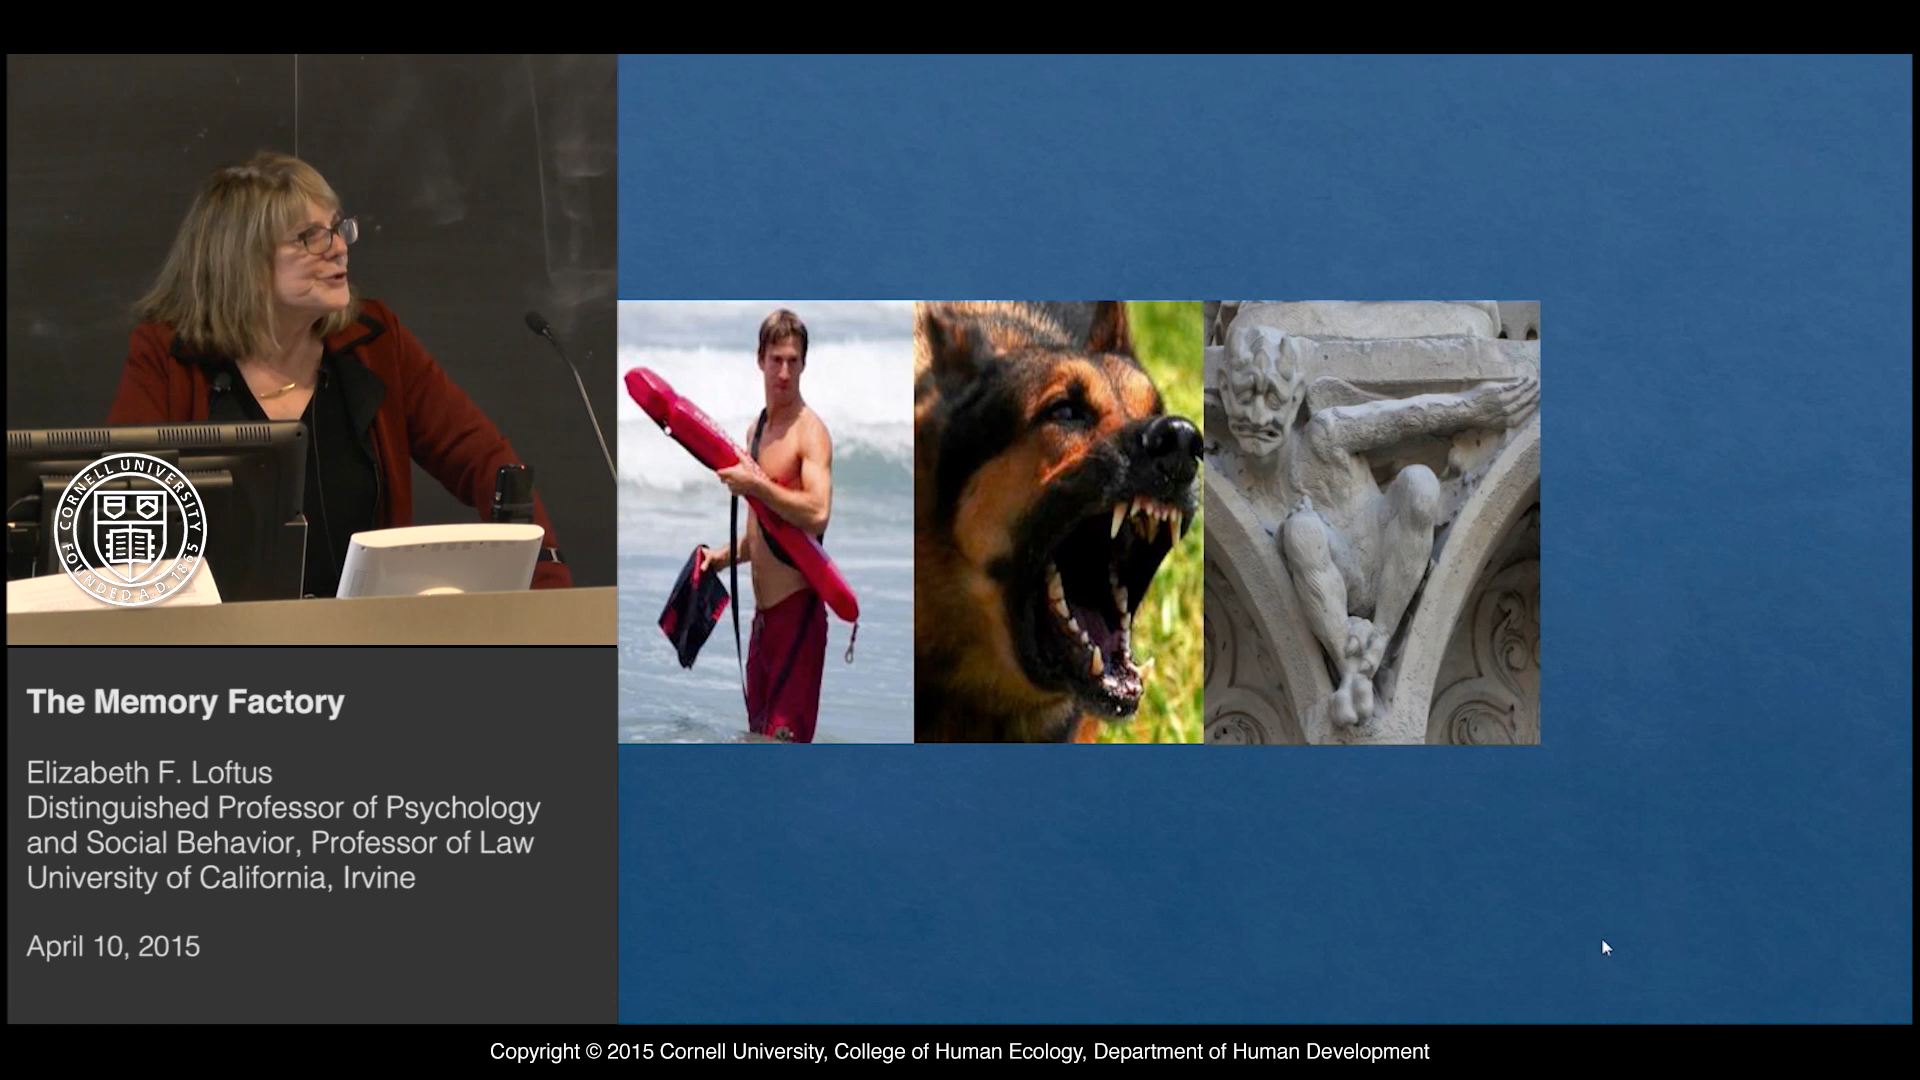 CORNELL UNIVERSITY
FOUNDED A.D. 1865
The Memory Factory
Elizabeth F. Loftus
Distinguished Professor of Psychology
and Social Behavior, Professor of Law
University of California, Irvine
April 10, 2015
Copyright © 2015 Cornell University, College of Human Ecology, Department of Human Development